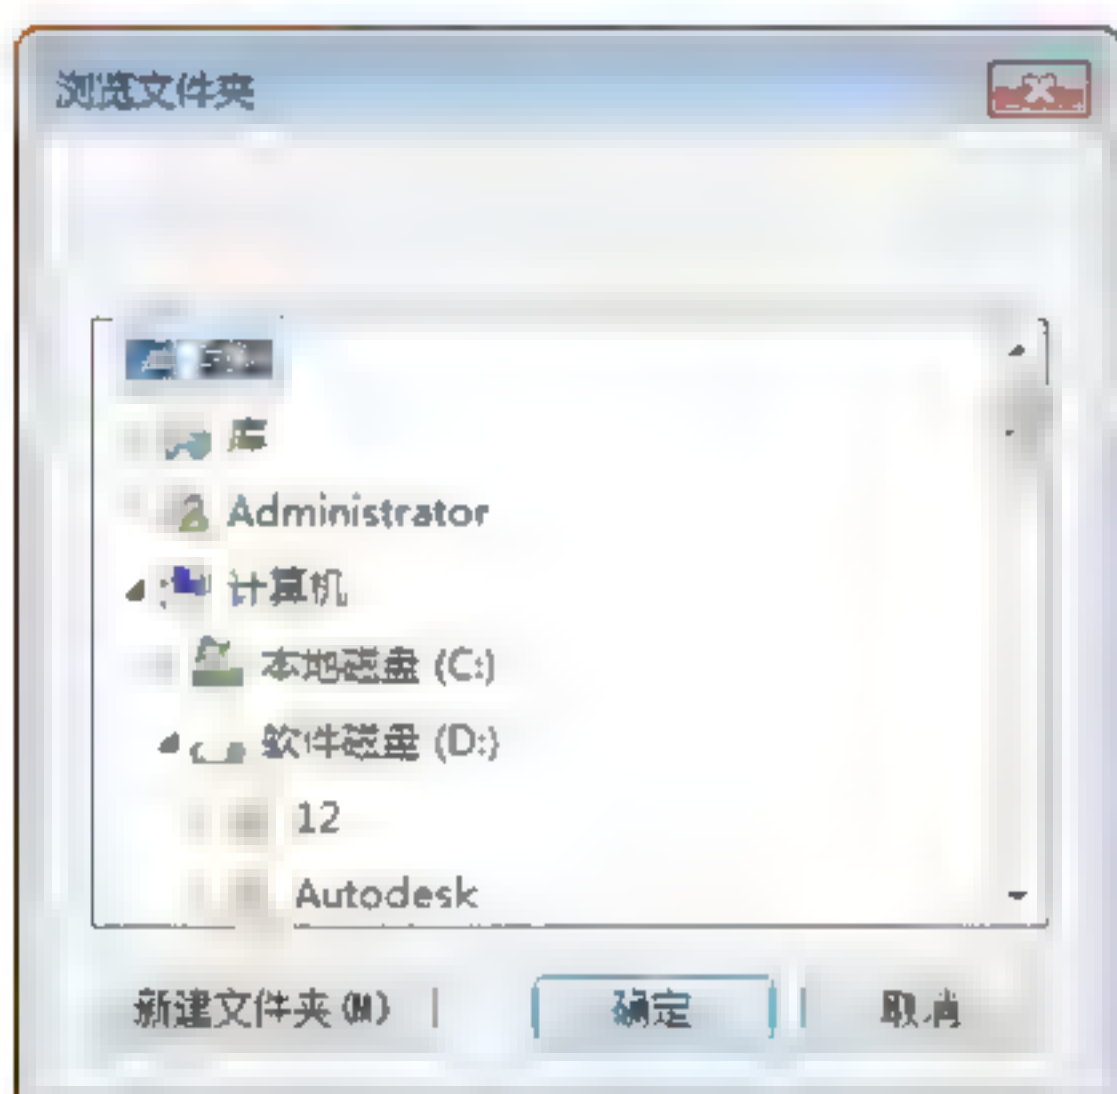 浏览文件夹
库
Administrator
计算机
本地磁盘 (C:)
软件磁盘 (D:)
12
Autodesk
新建文件夹(M) 确定 取消